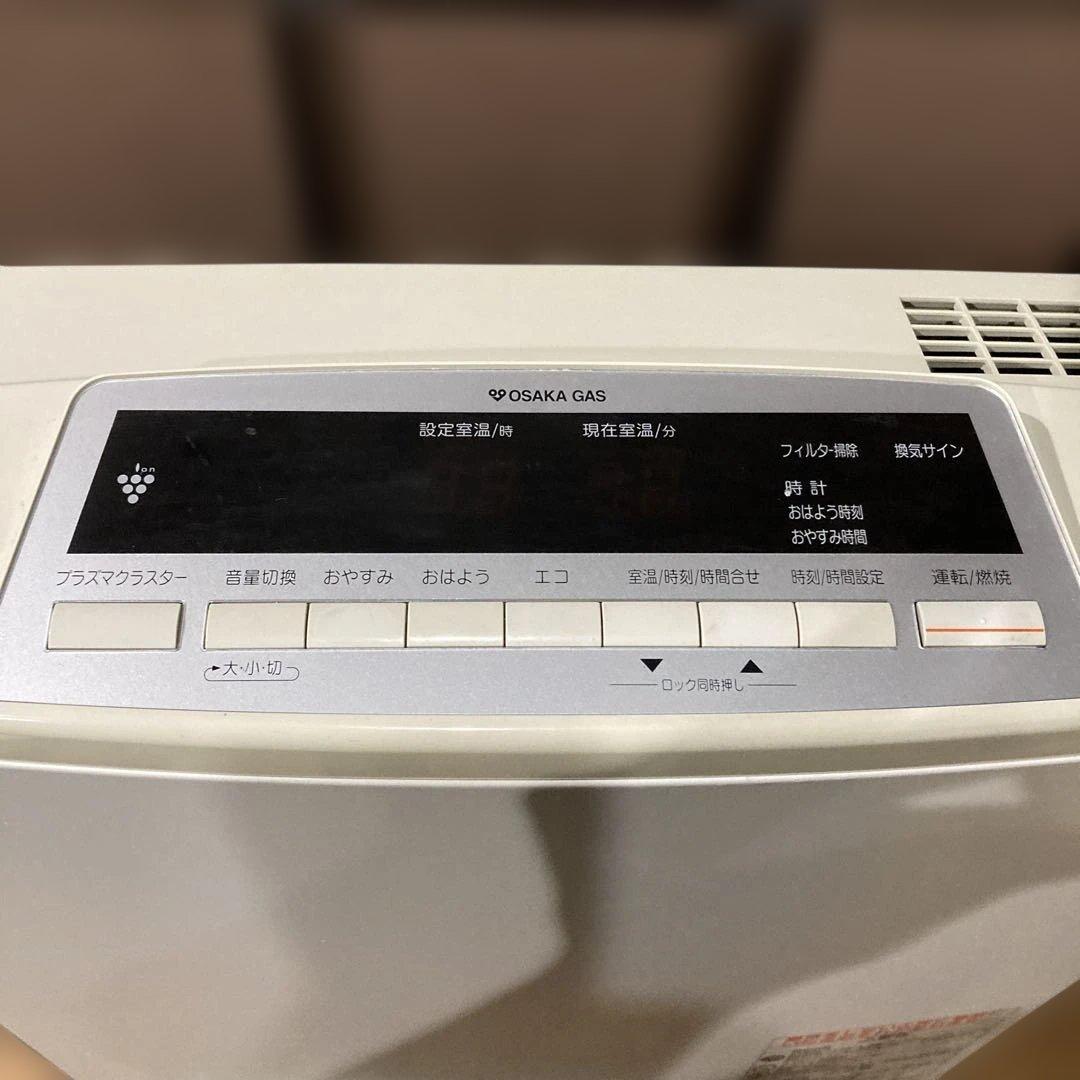 OSAKA GAS
設定室温/時 現在室温/分
フィルター掃除 換気サイン
ion
時計
おはよう時刻
おやすみ時間
プラズマクラスター 音量切換 おやすみ おはよう エコ 室温/時刻/時間合せ 時刻/時間設定 運転/燃焼
大・小・切 ▼ ▲
ロック同時押し